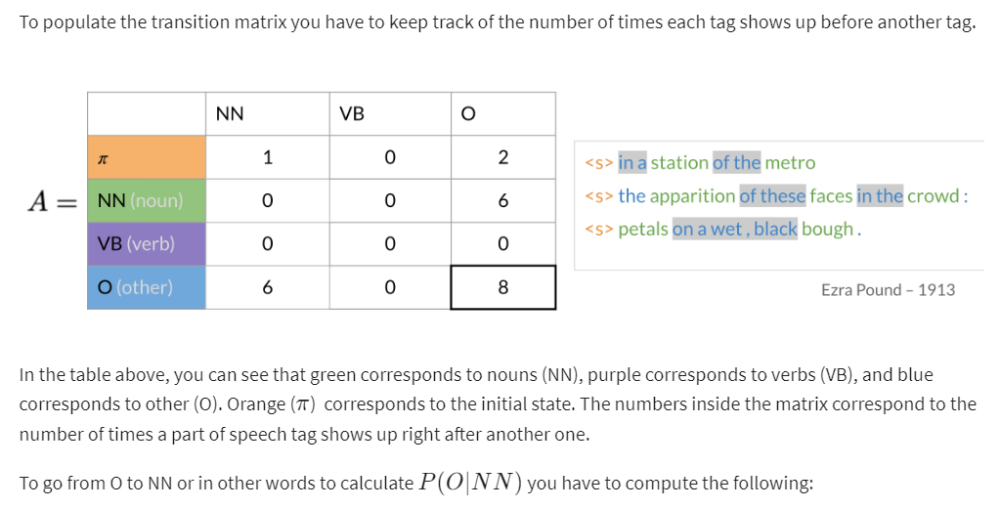 To populate the transition matrix you have to keep track of the number of times each tag shows up before another tag.
NN VB O
π 1 0 2
A = NN (noun) 0 0 6
VB (verb) 0 0 0
O (other) 6 0 8
<s> in a station of the metro
<s> the apparition of these faces in the crowd :
<s> petals on a wet , black bough .
Ezra Pound – 1913
In the table above, you can see that green corresponds to nouns (NN), purple corresponds to verbs (VB), and blue
corresponds to other (O). Orange (π) corresponds to the initial state. The numbers inside the matrix correspond to the
number of times a part of speech tag shows up right after another one.
To go from O to NN or in other words to calculate P(O|NN) you have to compute the following: